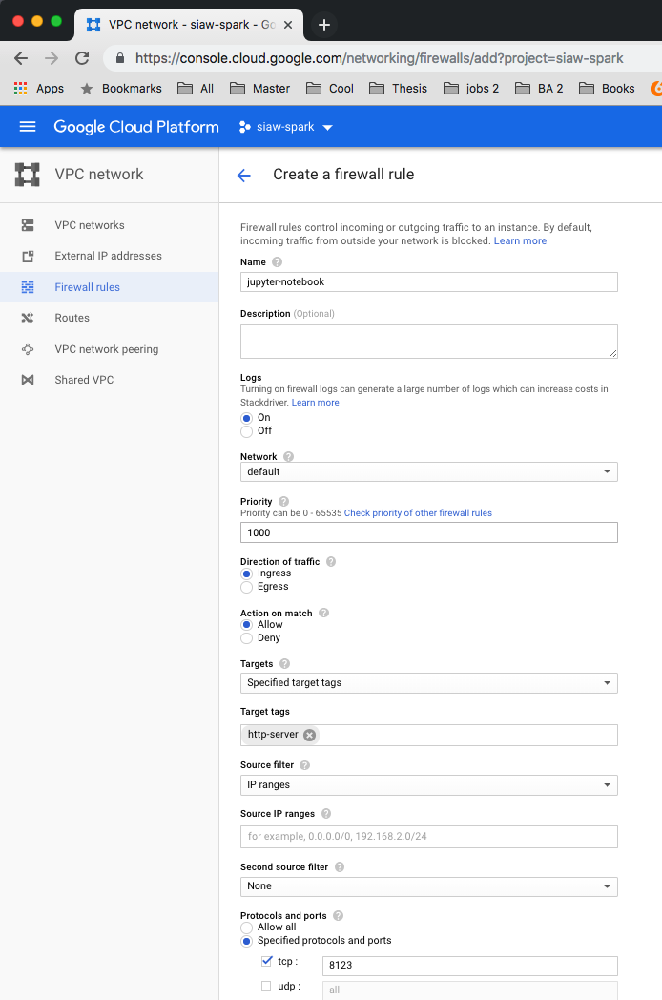 VPC network - siaw-spark - Go
https://console.cloud.google.com/networking/firewalls/add?project=siaw-spark
Apps Bookmarks All Master Cool Thesis jobs 2 BA 2 Books
Google Cloud Platform siaw-spark
VPC network
Create a firewall rule
VPC networks
External IP addresses
Firewall rules
Routes
VPC network peering
Shared VPC
Firewall rules control incoming or outgoing traffic to an instance. By default,
incoming traffic from outside your network is blocked. Learn more
Name
jupyter-notebook
Description (Optional)
Logs
Turning on firewall logs can generate a large number of logs which can increase costs in
Stackdriver. Learn more
On
Off
Network
default
Priority
Priority can be 0 - 65535 Check priority of other firewall rules
1000
Direction of traffic
Ingress
Egress
Action on match
Allow
Deny
Targets
Specified target tags
Target tags
http-server
Source filter
IP ranges
Source IP ranges
for example, 0.0.0.0/0, 192.168.2.0/24
Second source filter
None
Protocols and ports
Allow all
Specified protocols and ports
tcp : 8123
udp : all